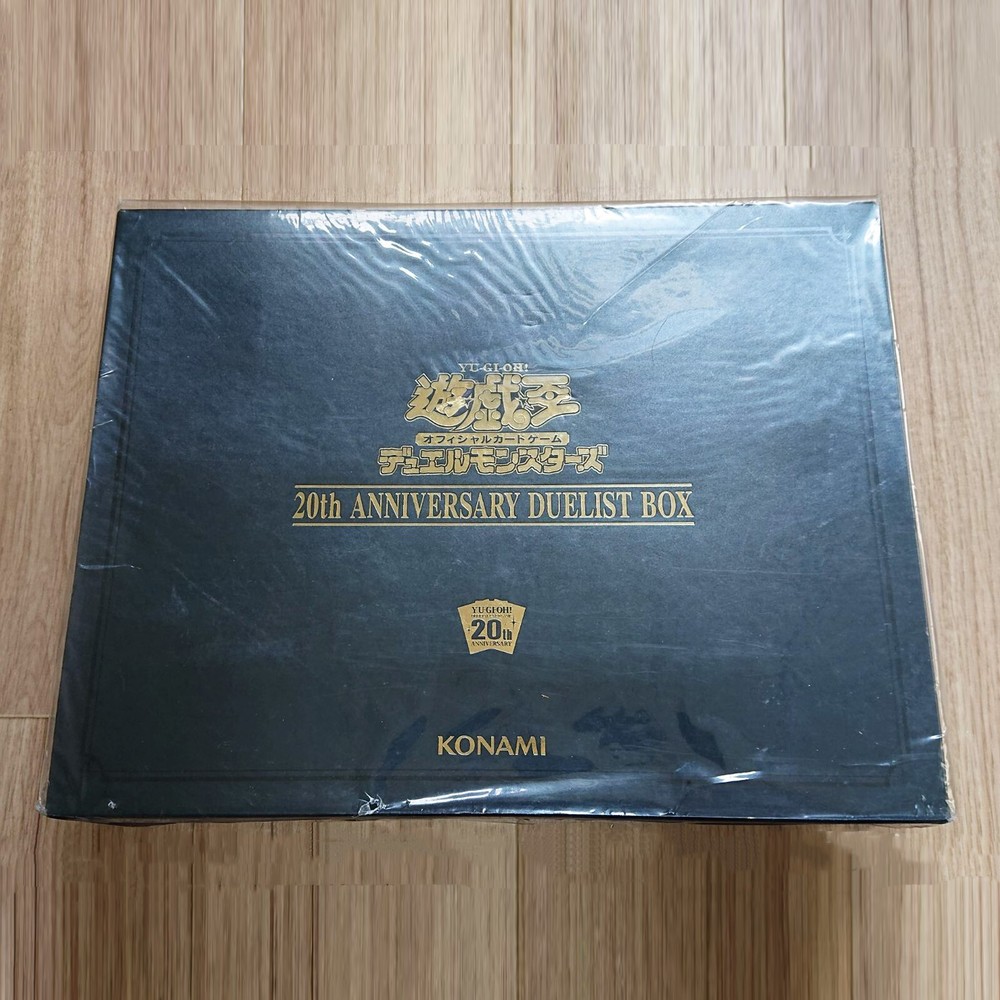 YU-GI-OH!
遊戯王
オフィシャルカードゲーム
デュエルモンスターズ
20th ANNIVERSARY DUELIST BOX
YU-GI-OH!
20th
ANNIVERSARY
KONAMI